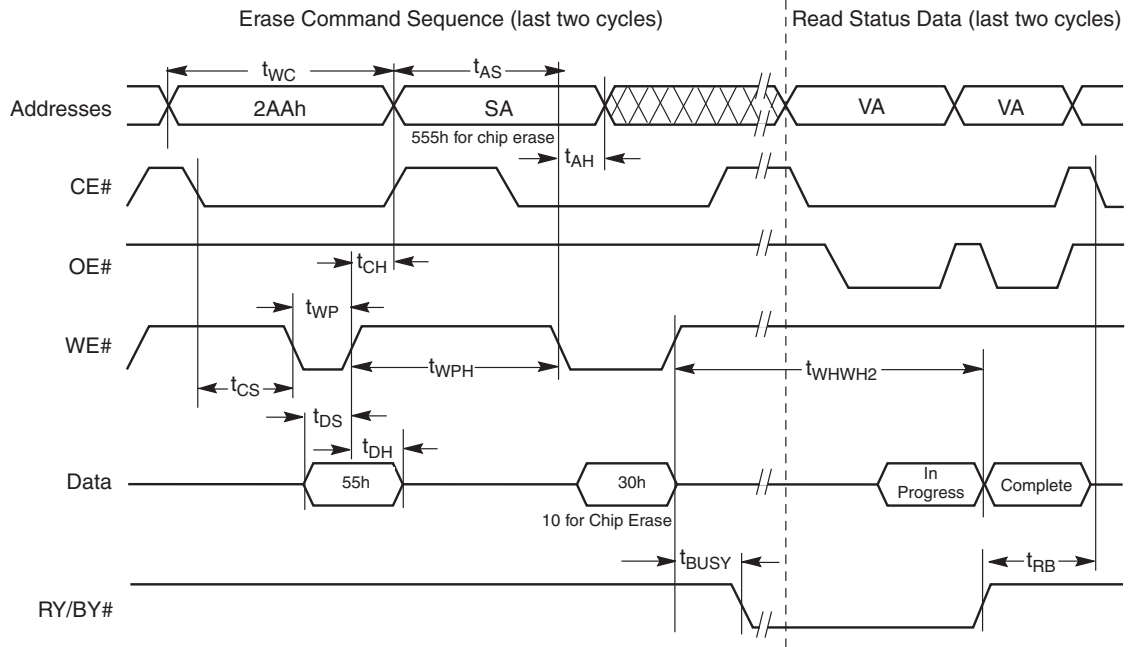 Erase Command Sequence (last two cycles)
Read Status Data (last two cycles)
tWC
tAS
Addresses
2AAh
SA
VA
VA
555h for chip erase
tAH
CE#
OE#
tCH
tWP
WE#
tWPH
tWHWH2
tCS
tDS
tDH
Data
55h
30h
In
Progress
Complete
10 for Chip Erase
tBUSY
tRB
RY/BY#